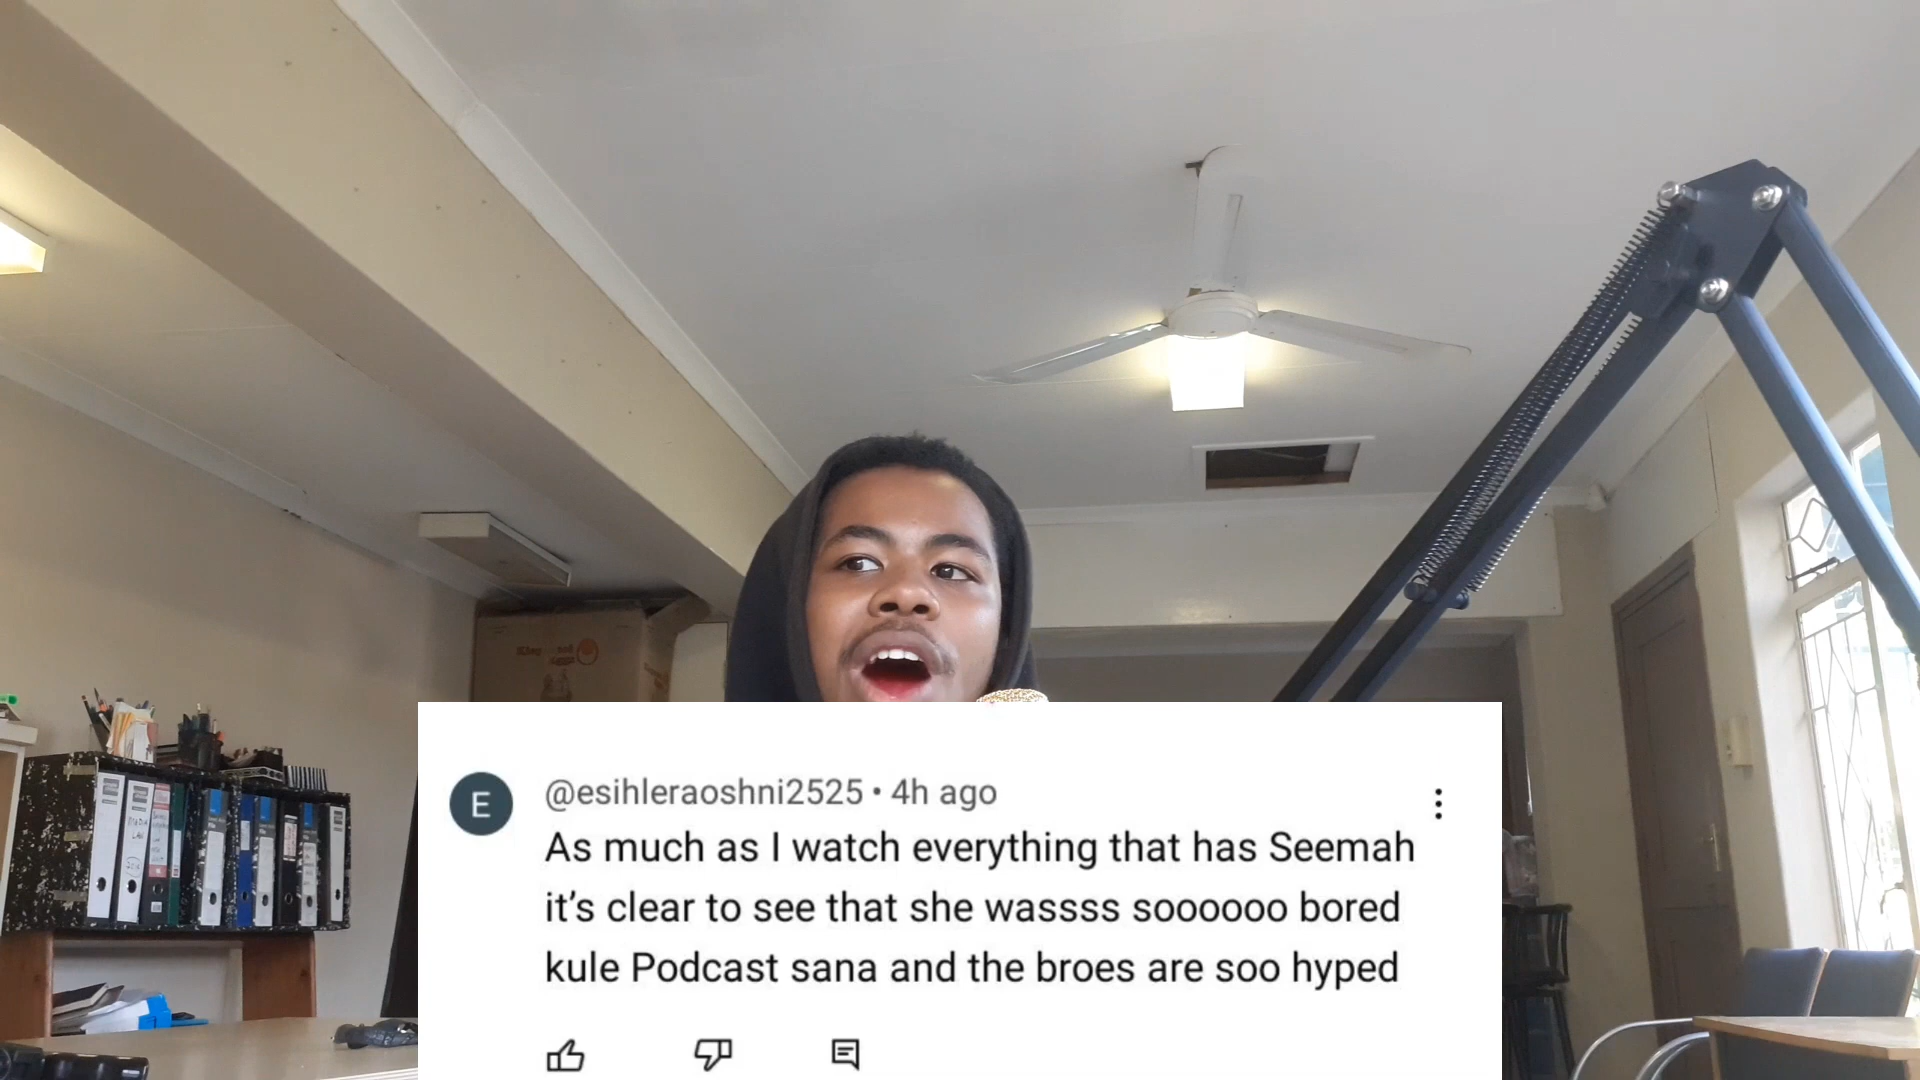 E
@esihleraoshni2525 • 4h ago
As much as I watch everything that has Seemah
it's clear to see that she wassss soooooo bored
kule Podcast sana and the broes are soo hyped